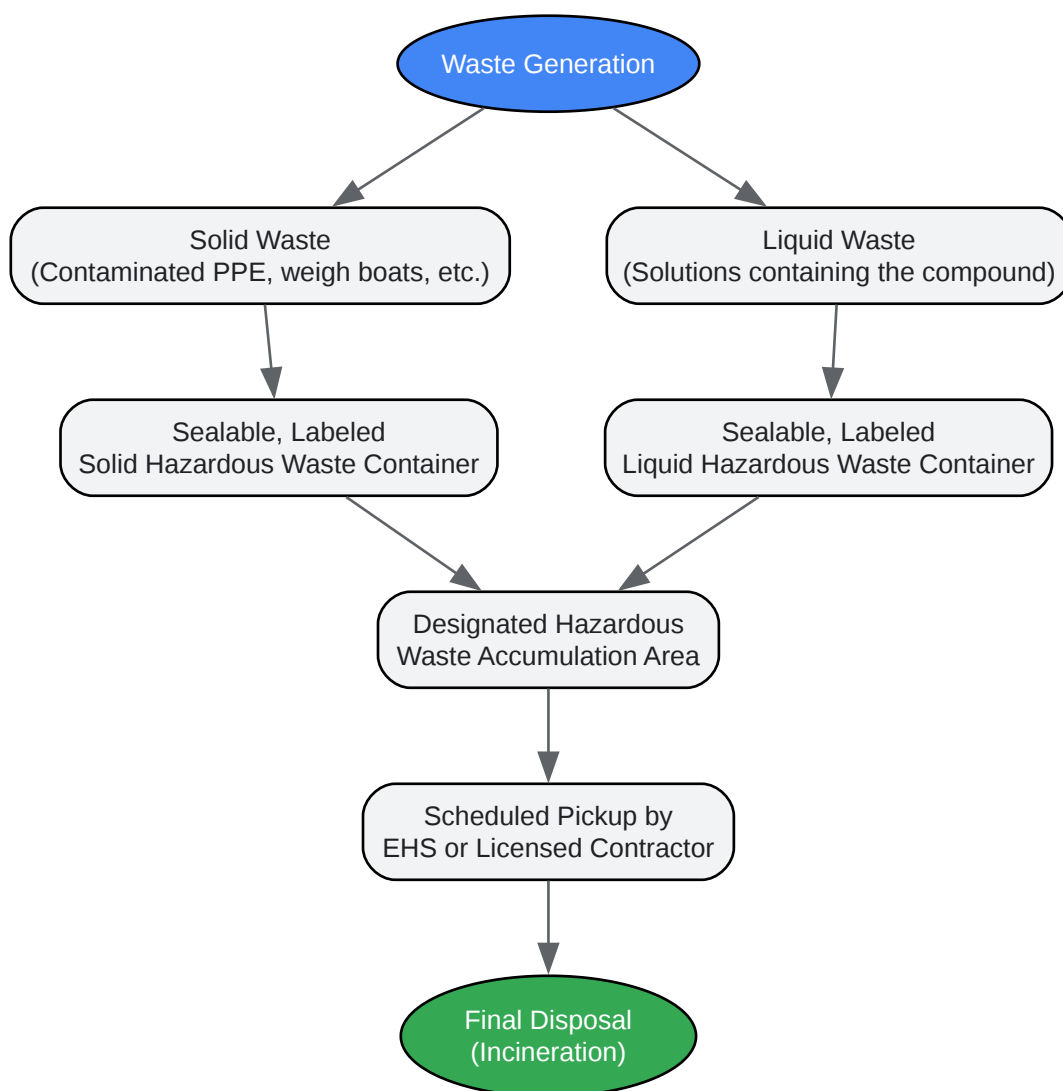 Waste Generation
Solid Waste
(Contaminated PPE, weigh boats, etc.)
Liquid Waste
(Solutions containing the compound)
Sealable, Labeled
Solid Hazardous Waste Container
Sealable, Labeled
Liquid Hazardous Waste Container
Designated Hazardous
Waste Accumulation Area
Scheduled Pickup by
EHS or Licensed Contractor
Final Disposal
(Incineration)